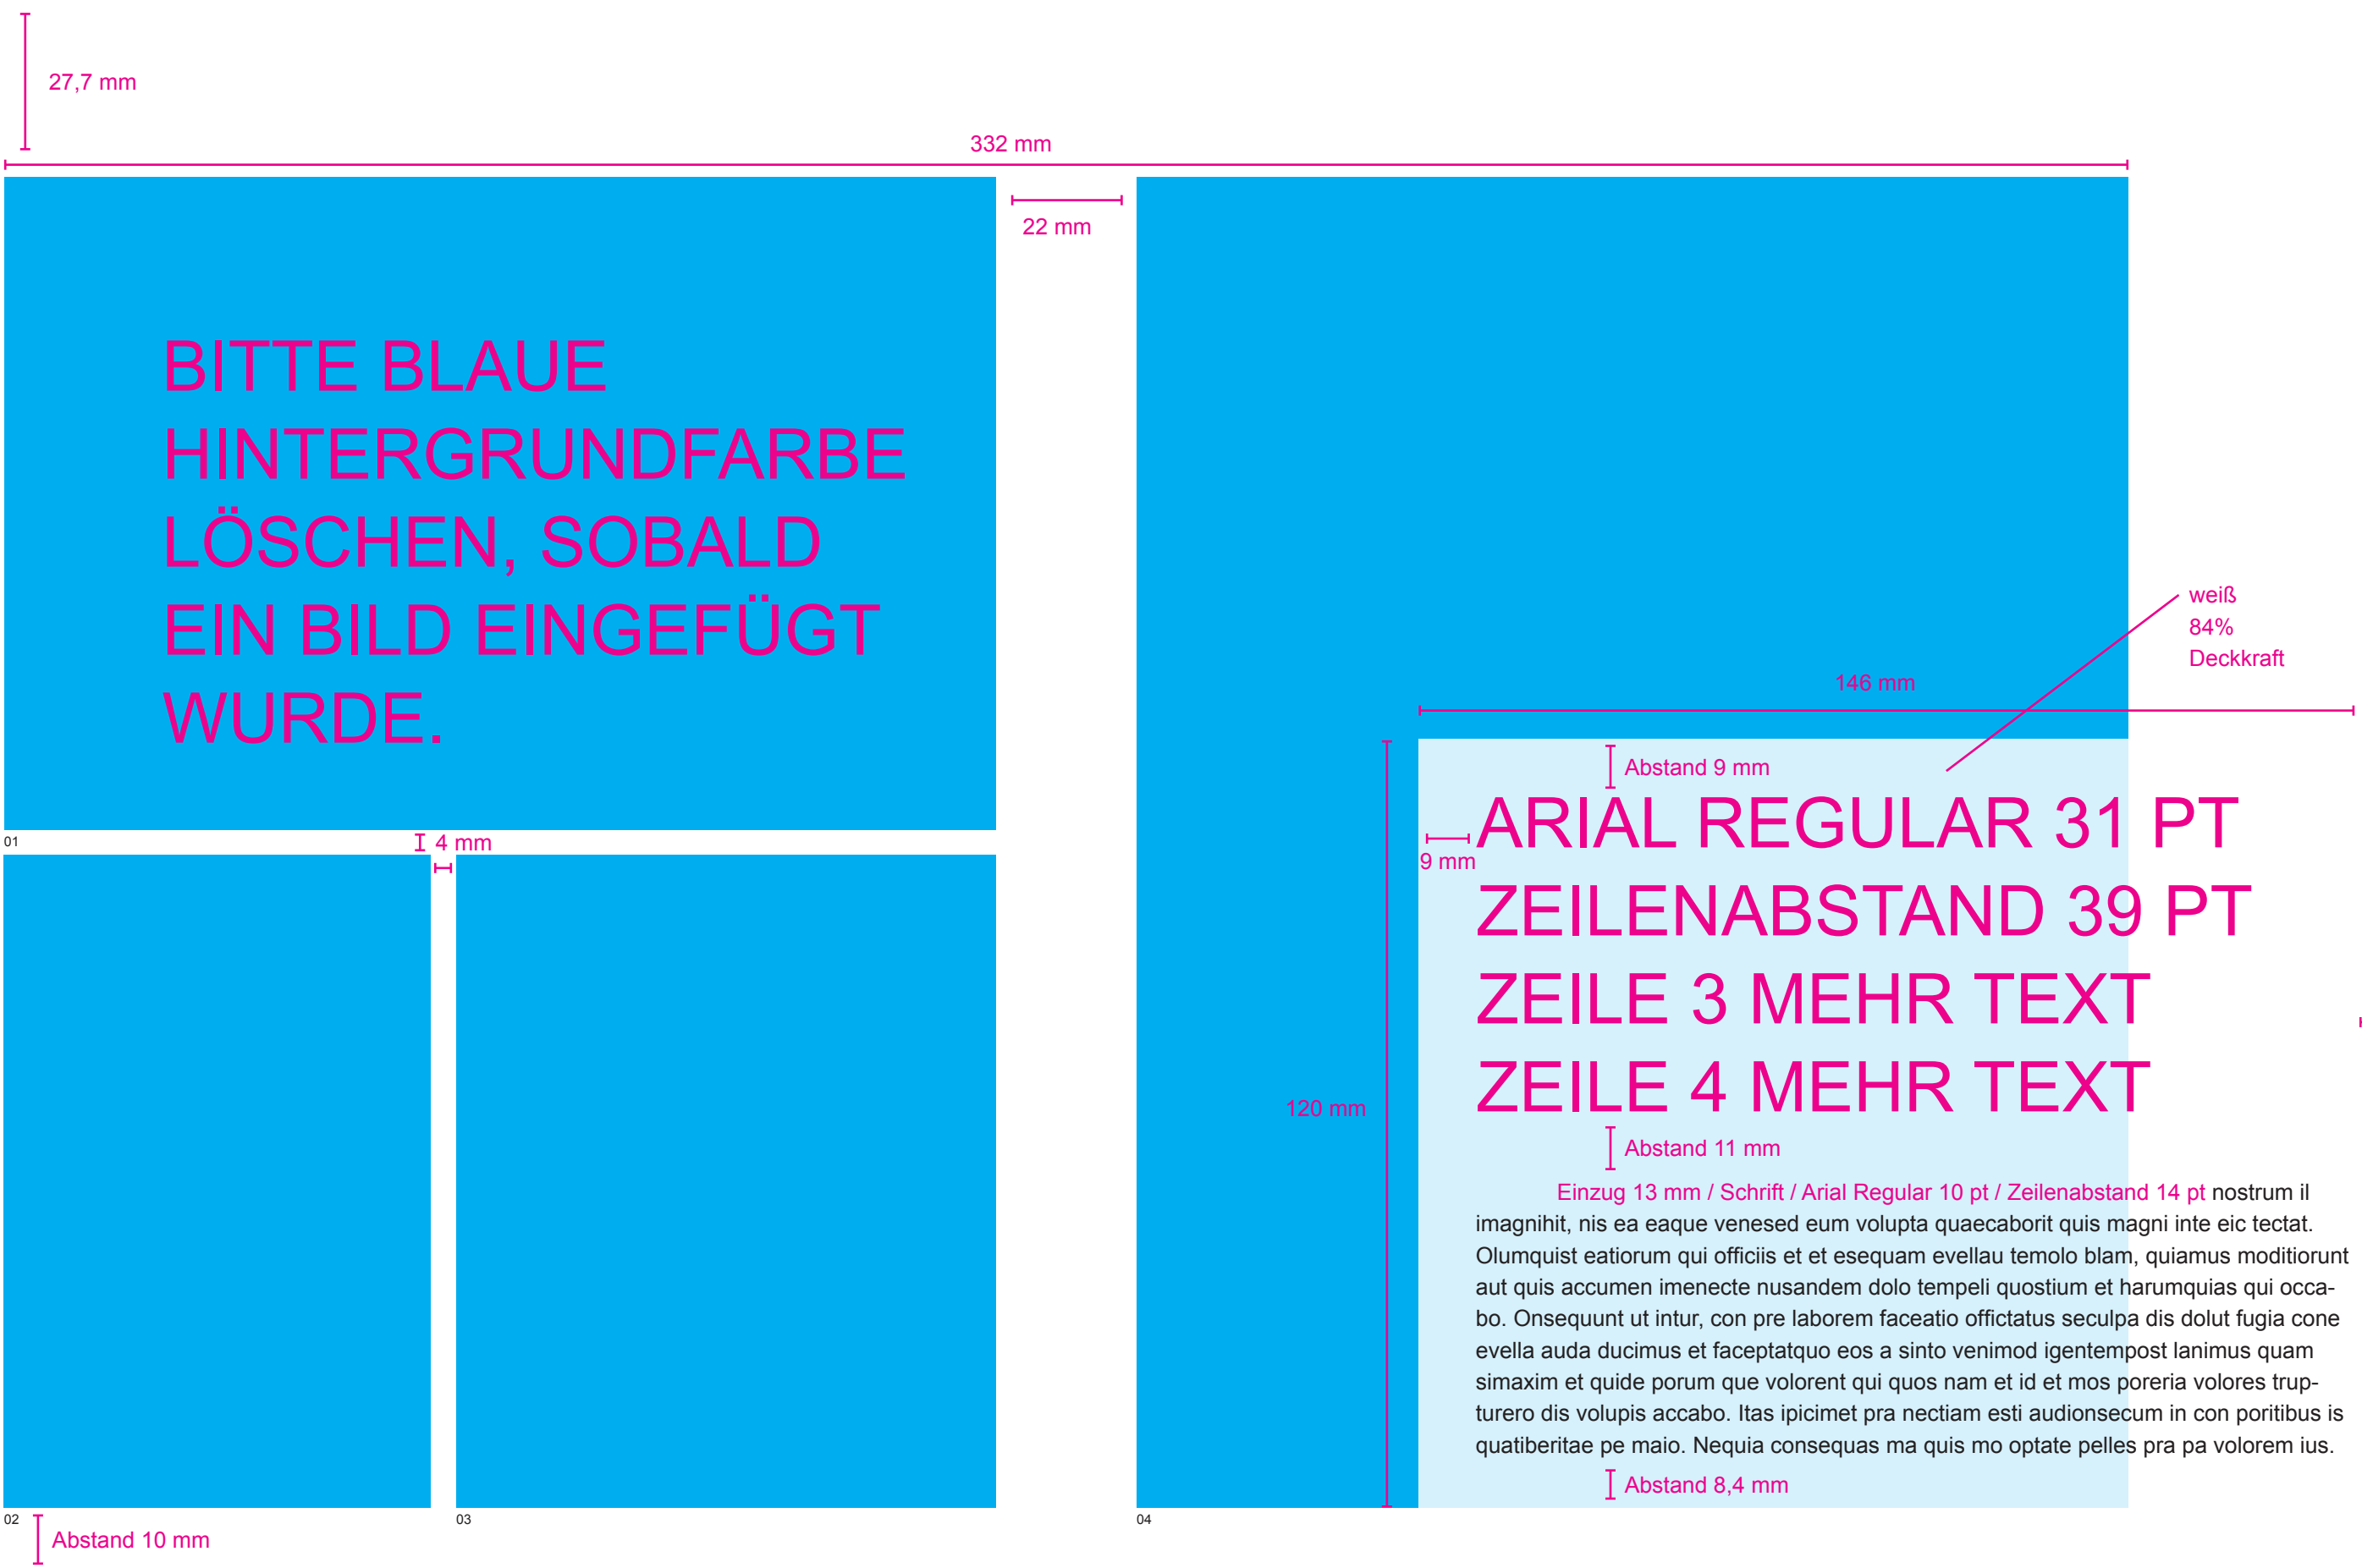 27,7 mm
332 mm
22 mm
BITTE BLAUE
HINTERGRUNDFARBE
LÖSCHEN, SOBALD
EIN BILD EINGEFÜGT
WURDE.
01
4 mm
02
Abstand 10 mm
03
weiß
84%
Deckkraft
146 mm
Abstand 9 mm
9 mm
ARIAL REGULAR 31 PT
ZEILENABSTAND 39 PT
ZEILE 3 MEHR TEXT
ZEILE 4 MEHR TEXT
120 mm
Abstand 11 mm
Einzug 13 mm / Schrift / Arial Regular 10 pt / Zeilenabstand 14 pt nostrum il
imagnihit, nis ea eaque venesed eum volupta quaecaborit quis magni inte eic tectat.
Olumquist eatiorum qui officiis et et esequam evellau temolo blam, quiamus moditiorunt
aut quis accumen imenecte nusandem dolo tempeli quostium et harumquias qui occa-
bo. Onsequunt ut intur, con pre laborem faceatio offictatus seculpa dis dolut fugia cone
evella auda ducimus et faceptatquo eos a sinto venimod igentempost lanimus quam
simaxim et quide porum que volorent qui quos nam et id et mos poreria volores trup-
turero dis volupis accabo. Itas ipicimet pra nectiam esti audionsecum in con poritibus is
quatiberitae pe maio. Nequia consequas ma quis mo optate pelles pra pa volorem ius.
Abstand 8,4 mm
04